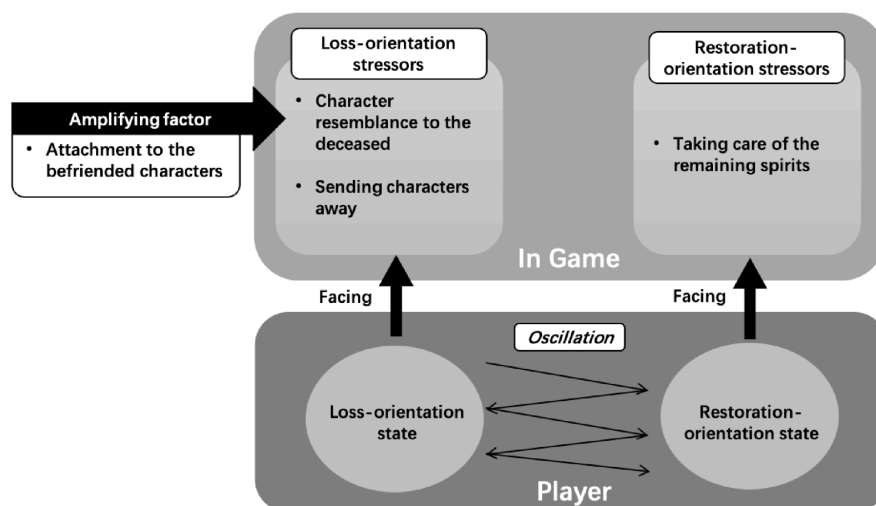 Loss-orientation
stressors
Restoration-
orientation stressors
Amplifying factor
• Attachment to the
befriended characters
• Character
resemblance to the
deceased
• Sending characters
away
• Taking care of the
remaining spirits
In Game
Facing
Facing
Oscillation
Loss-orientation
state
Restoration-
orientation state
Player